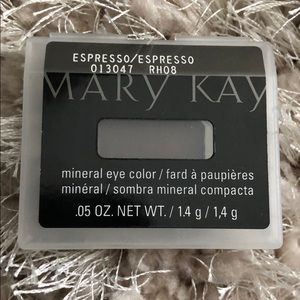 ESPRESSO/ESPRESSO
013047 RH08
MARY KAY
mineral eye color / fard à paupières
minéral / sombra mineral compacta
.05 OZ. NET WT. / 1.4 g / 1,4 g